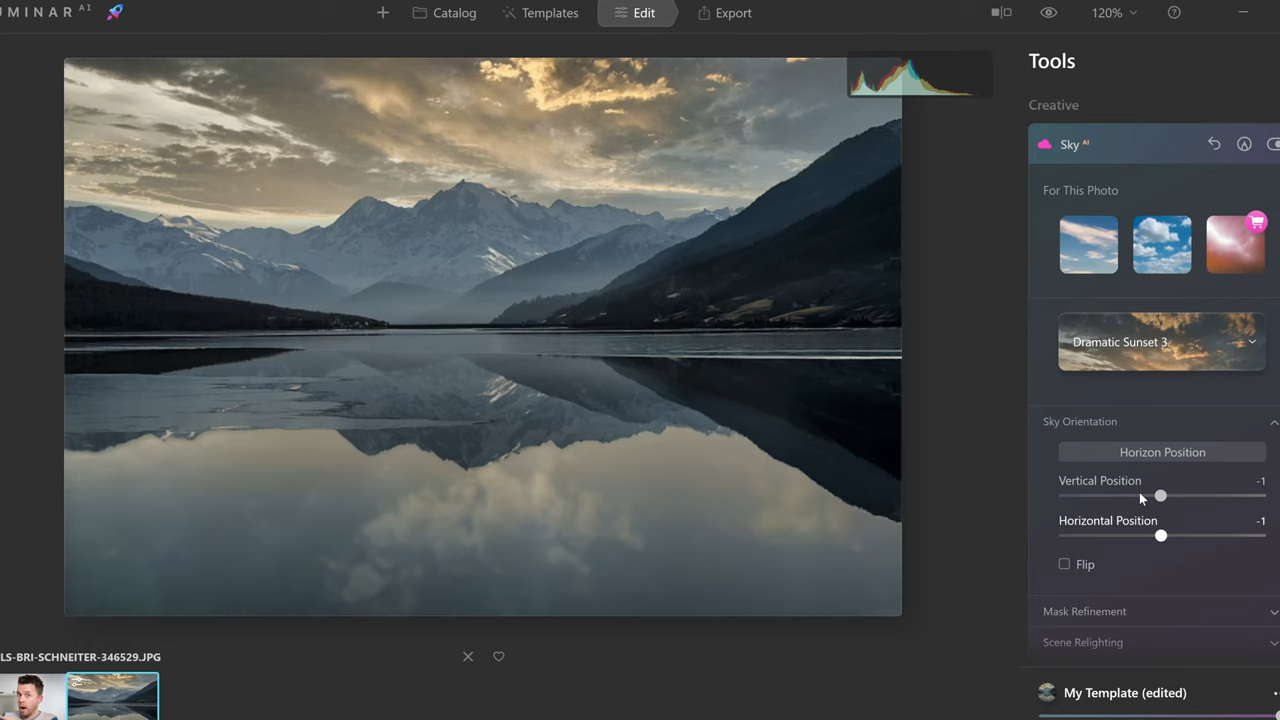 UMINAR AI
Catalog
Templates
Edit
Export
120%
Tools
Creative
Sky AI
For This Photo
Dramatic Sunset 3
Sky Orientation
Horizon Position
Vertical Position -1
Horizontal Position -1
Flip
Mask Refinement
Scene Relighting
LS-BRI-SCHNEITER-346529.JPG
My Template (edited)